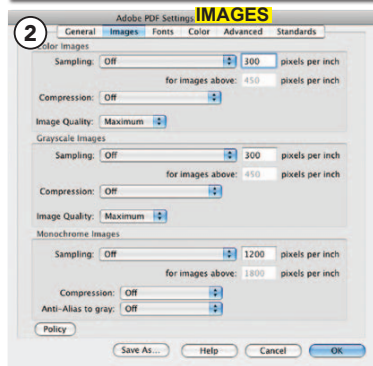 Adobe PDF Settings IMAGES
2
General Images Fonts Color Advanced Standards
Color Images
Sampling: Off 300 pixels per inch
for images above: 450 pixels per inch
Compression: Off
Image Quality: Maximum
Grayscale Images
Sampling: Off 300 pixels per inch
for images above: 450 pixels per inch
Compression: Off
Image Quality: Maximum
Monochrome Images
Sampling: Off 1200 pixels per inch
for images above: 1800 pixels per inch
Compression: Off
Anti-Alias to gray: Off
Policy
Save As... Help Cancel OK